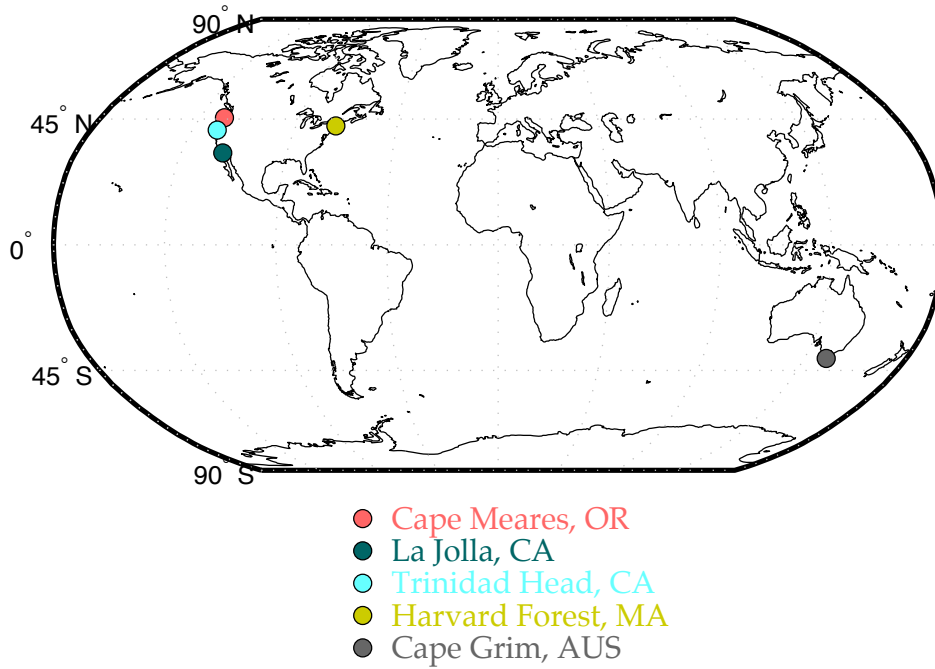 90° N
45° N
0°
45° S
90° S
Cape Meares, OR
La Jolla, CA
Trinidad Head, CA
Harvard Forest, MA
Cape Grim, AUS